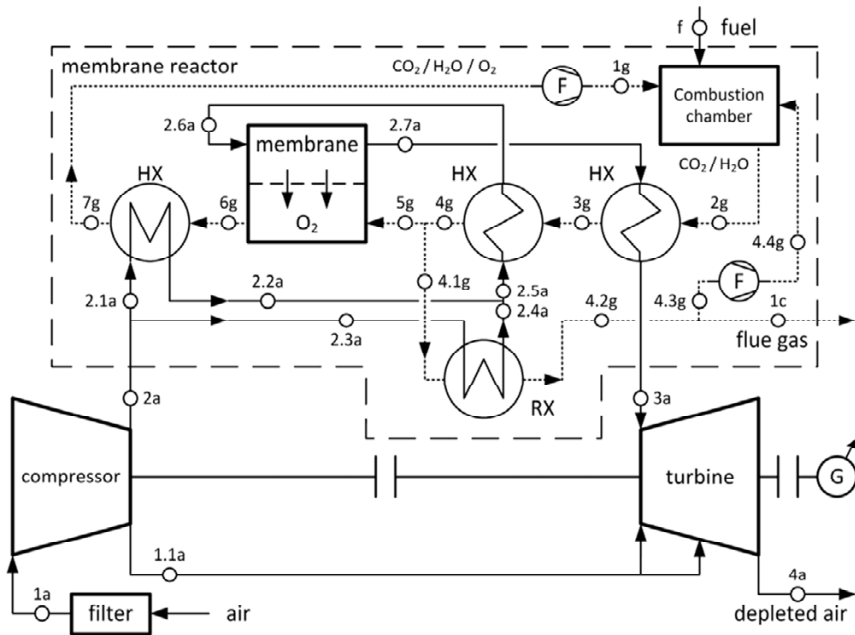 f
fuel
membrane reactor
CO₂ / H₂O / O₂
1g
F
Combustion
chamber
2.6a
membrane
2.7a
CO₂ / H₂O
HX
HX
HX
7g
6g
O₂
5g
4g
3g
2g
4.4g
2.1a
2.2a
4.1g
2.5a
2.4a
F
4.2g
4.3g
1c
2.3a
flue gas
RX
2a
3a
compressor
turbine
G
1.1a
1a
4a
filter
air
depleted air